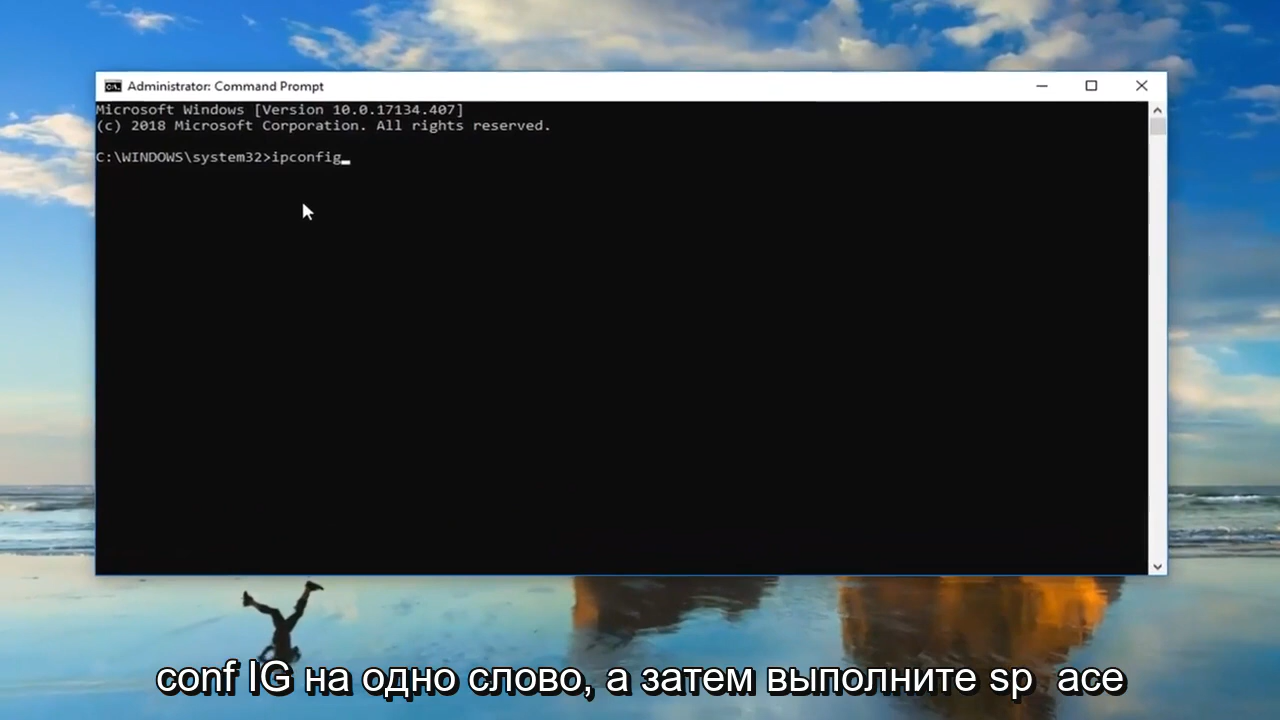 Administrator: Command Prompt
Microsoft Windows [Version 10.0.17134.407]
(c) 2018 Microsoft Corporation. All rights reserved.
C:\WINDOWS\system32>ipconfig
conf IG на одно слово, а затем выполните sp ace